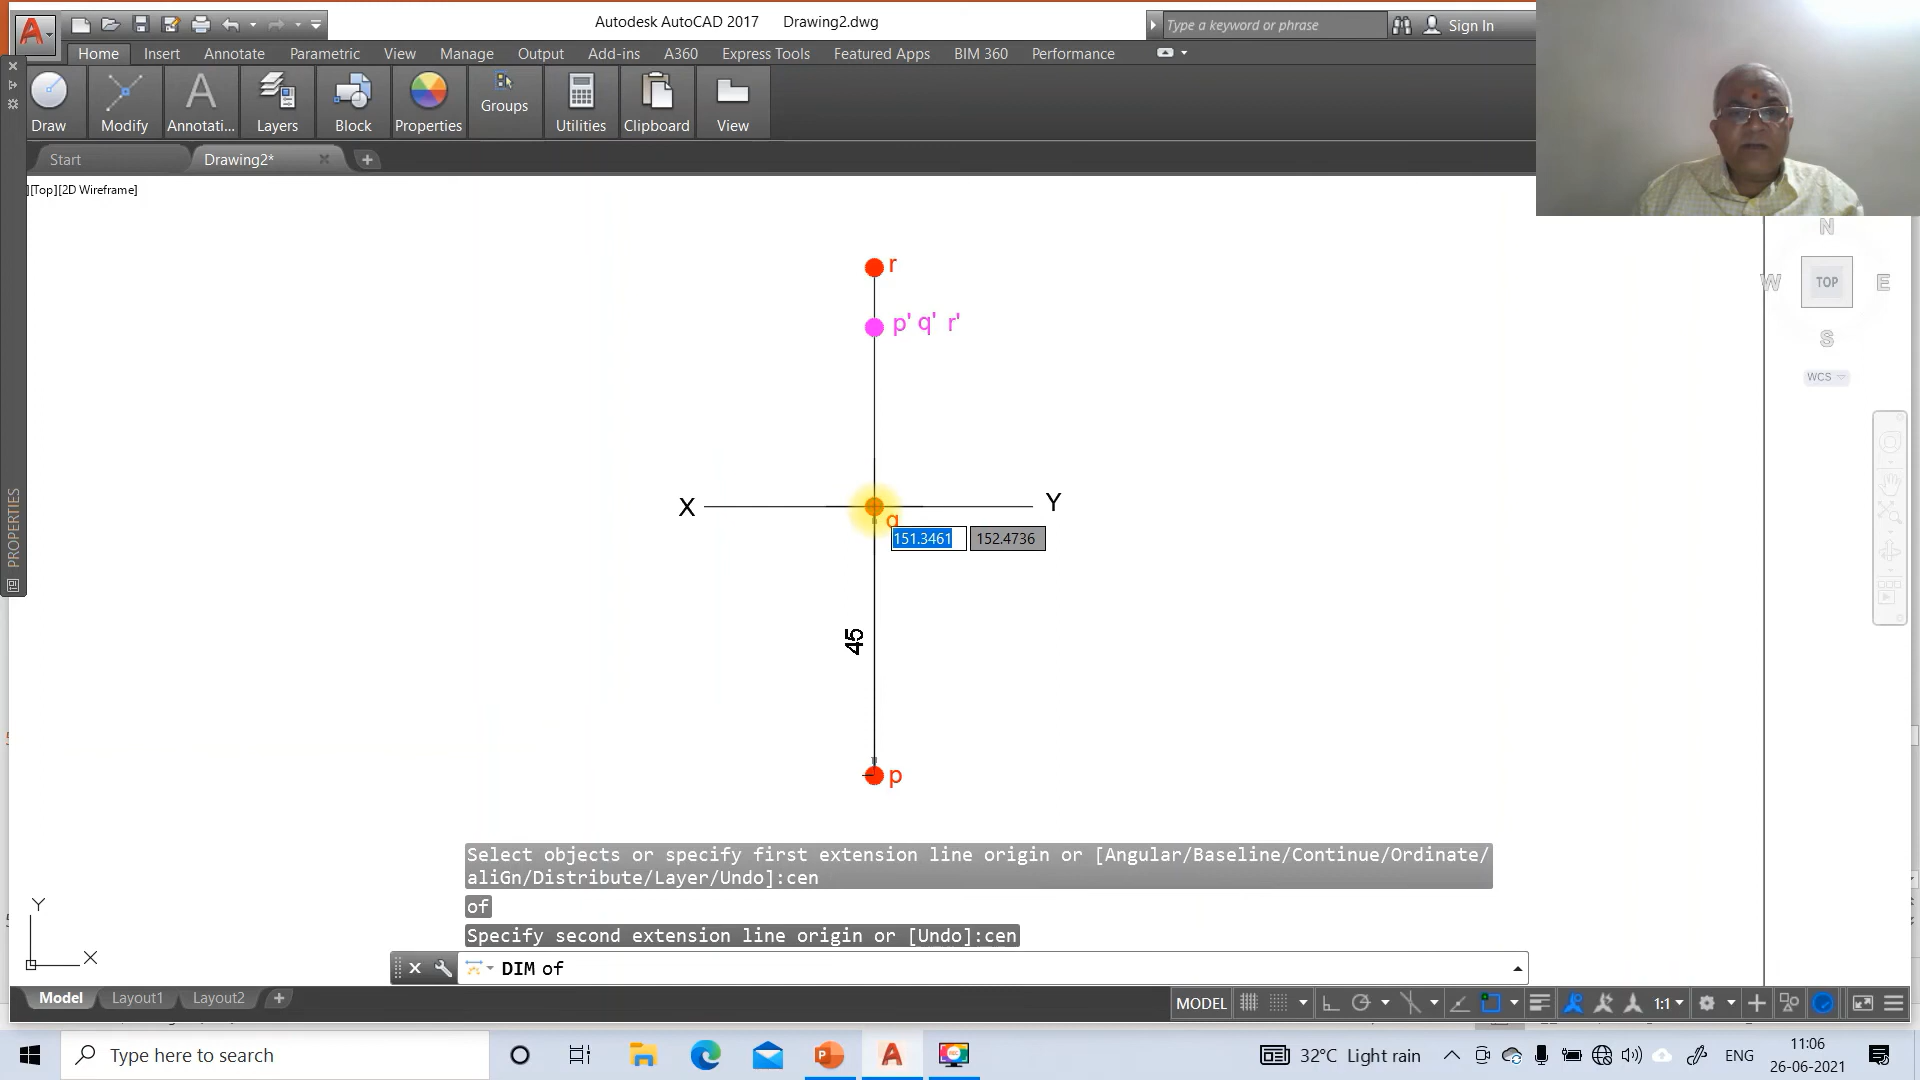 Autodesk AutoCAD 2017 Drawing2.dwg
Type a keyword or phrase
Sign In
Home Insert Annotate Parametric View Manage Output Add-ins A360 Express Tools Featured Apps BIM 360 Performance
Draw Modify Annotati... Layers Block Properties Groups Utilities Clipboard View
Start Drawing2*
][Top][2D Wireframe]
N
W TOP E
S
WCS
r
p' q' r'
X Y
q
151.3461 152.4736
45
p
PROPERTIES
Select objects or specify first extension line origin or [Angular/Baseline/Continue/Ordinate/
aliGn/Distribute/Layer/Undo]:cen
of
Specify second extension line origin or [Undo]:cen
DIM of
Y
X
Model Layout1 Layout2
MODEL 1:1
Type here to search
32°C Light rain
ENG
11:06
26-06-2021